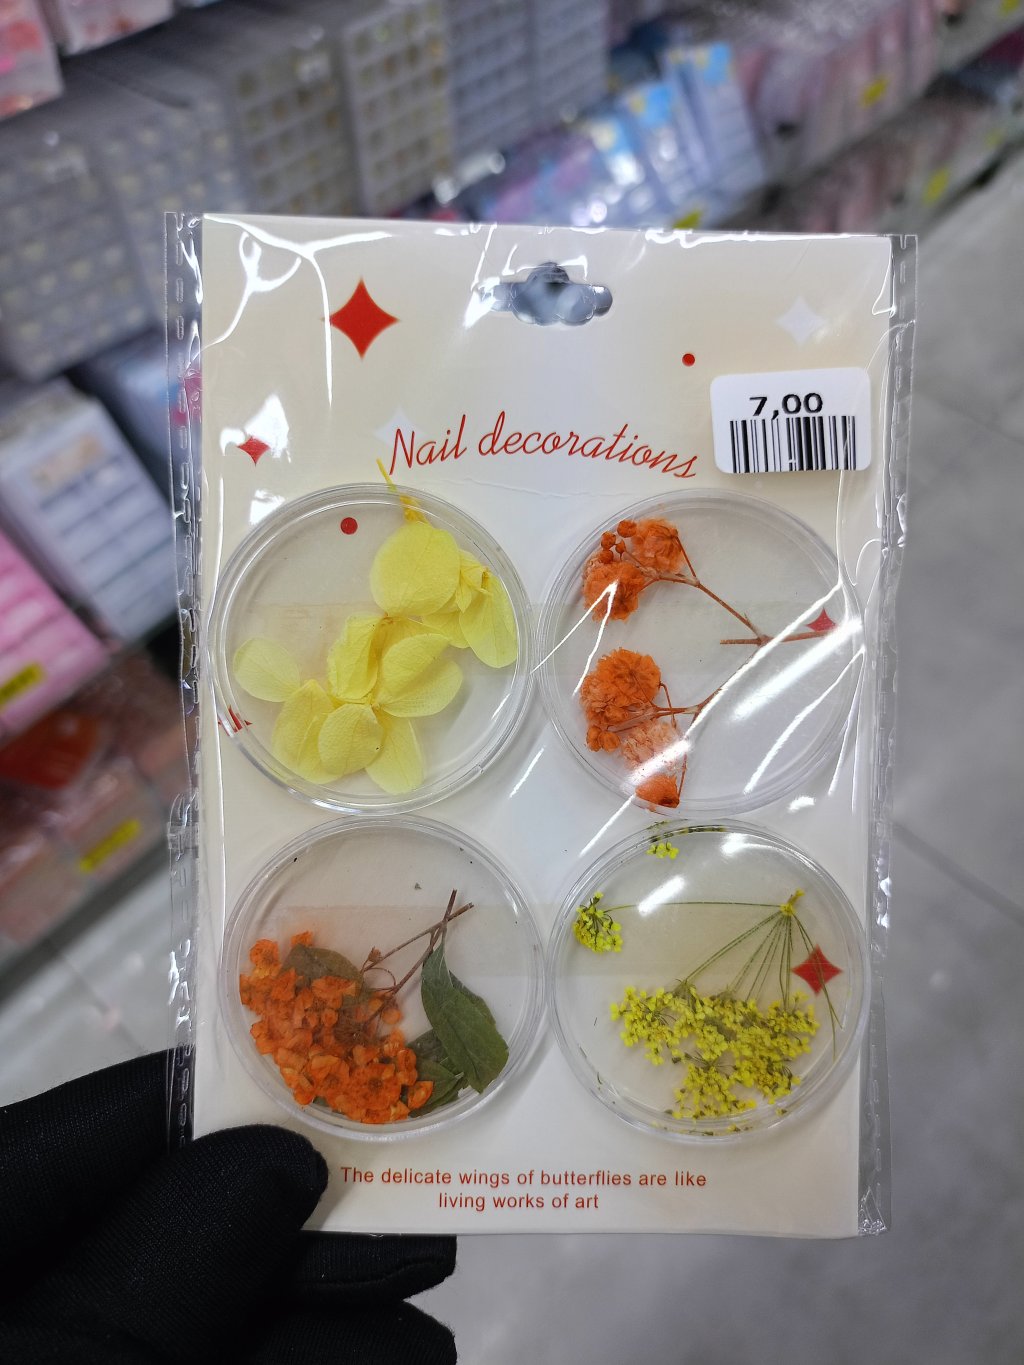 7,00
Nail decorations
The delicate wings of butterflies are like
living works of art